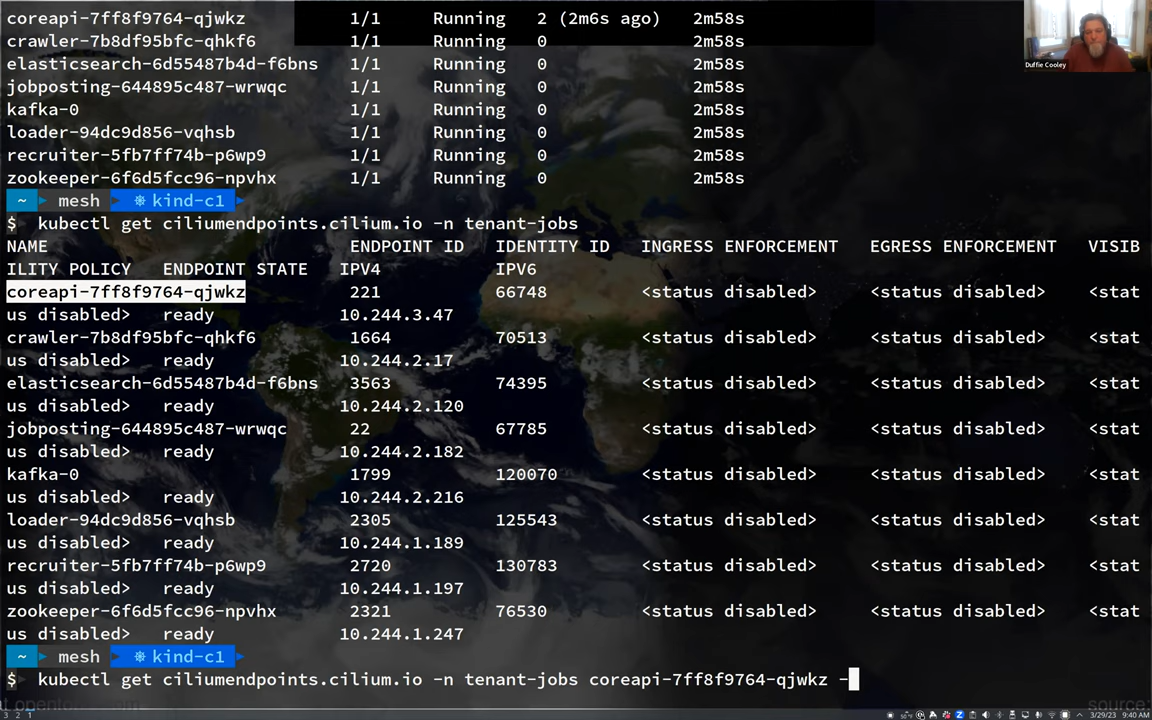 coreapi-7ff8f9764-qjwkz 1/1 Running 2 (2m6s ago) 2m58s
crawler-7b8df95bfc-qhkf6 1/1 Running 0 2m58s
elasticsearch-6d55487b4d-f6bns 1/1 Running 0 2m58s
jobposting-644895c487-wrwqc 1/1 Running 0 2m58s
kafka-0 1/1 Running 0 2m58s
loader-94dc9d856-vqhsb 1/1 Running 0 2m58s
recruiter-5fb7ff74b-p6wp9 1/1 Running 0 2m58s
zookeeper-6f6d5fcc96-npvhx 1/1 Running 0 2m58s
Duffie Cooley
~ mesh ⎈ kind-c1
$ kubectl get ciliumendpoints.cilium.io -n tenant-jobs
NAME ENDPOINT ID IDENTITY ID INGRESS ENFORCEMENT EGRESS ENFORCEMENT VISIB
ILITY POLICY ENDPOINT STATE IPV4 IPV6
coreapi-7ff8f9764-qjwkz 221 66748 <status disabled> <status disabled> <stat
us disabled> ready 10.244.3.47
crawler-7b8df95bfc-qhkf6 1664 70513 <status disabled> <status disabled> <stat
us disabled> ready 10.244.2.17
elasticsearch-6d55487b4d-f6bns 3563 74395 <status disabled> <status disabled> <stat
us disabled> ready 10.244.2.120
jobposting-644895c487-wrwqc 22 67785 <status disabled> <status disabled> <stat
us disabled> ready 10.244.2.182
kafka-0 1799 120070 <status disabled> <status disabled> <stat
us disabled> ready 10.244.2.216
loader-94dc9d856-vqhsb 2305 125543 <status disabled> <status disabled> <stat
us disabled> ready 10.244.1.189
recruiter-5fb7ff74b-p6wp9 2720 130783 <status disabled> <status disabled> <stat
us disabled> ready 10.244.1.197
zookeeper-6f6d5fcc96-npvhx 2321 76530 <status disabled> <status disabled> <stat
us disabled> ready 10.244.1.247
~ mesh ⎈ kind-c1
$ kubectl get ciliumendpoints.cilium.io -n tenant-jobs coreapi-7ff8f9764-qjwkz -
3 2 1 3/29/23 9:40 AM